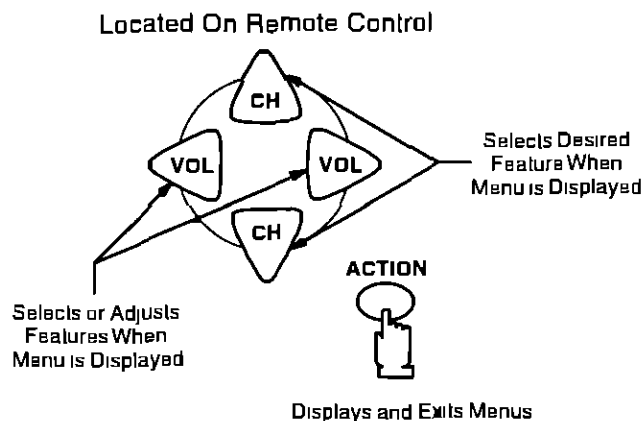 Located On Remote Control
CH
VOL
VOL
CH
Selects Desired
Feature When
Menu is Displayed
ACTION
Selects or Adjusts
Features When
Menu is Displayed
Displays and Exits Menus